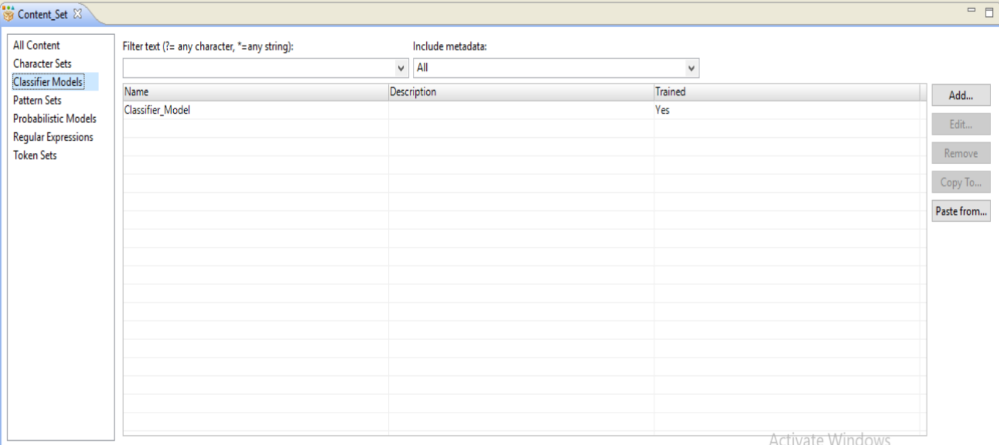 Content_Set
All Content
Character Sets
Classifier Models
Pattern Sets
Probabilistic Models
Regular Expressions
Token Sets
Filter text (?= any character, *=any string):
Include metadata:
All
Name Description Trained
Classifier_Model Yes
Add...
Edit...
Remove
Copy To...
Paste from...
Activate Windows